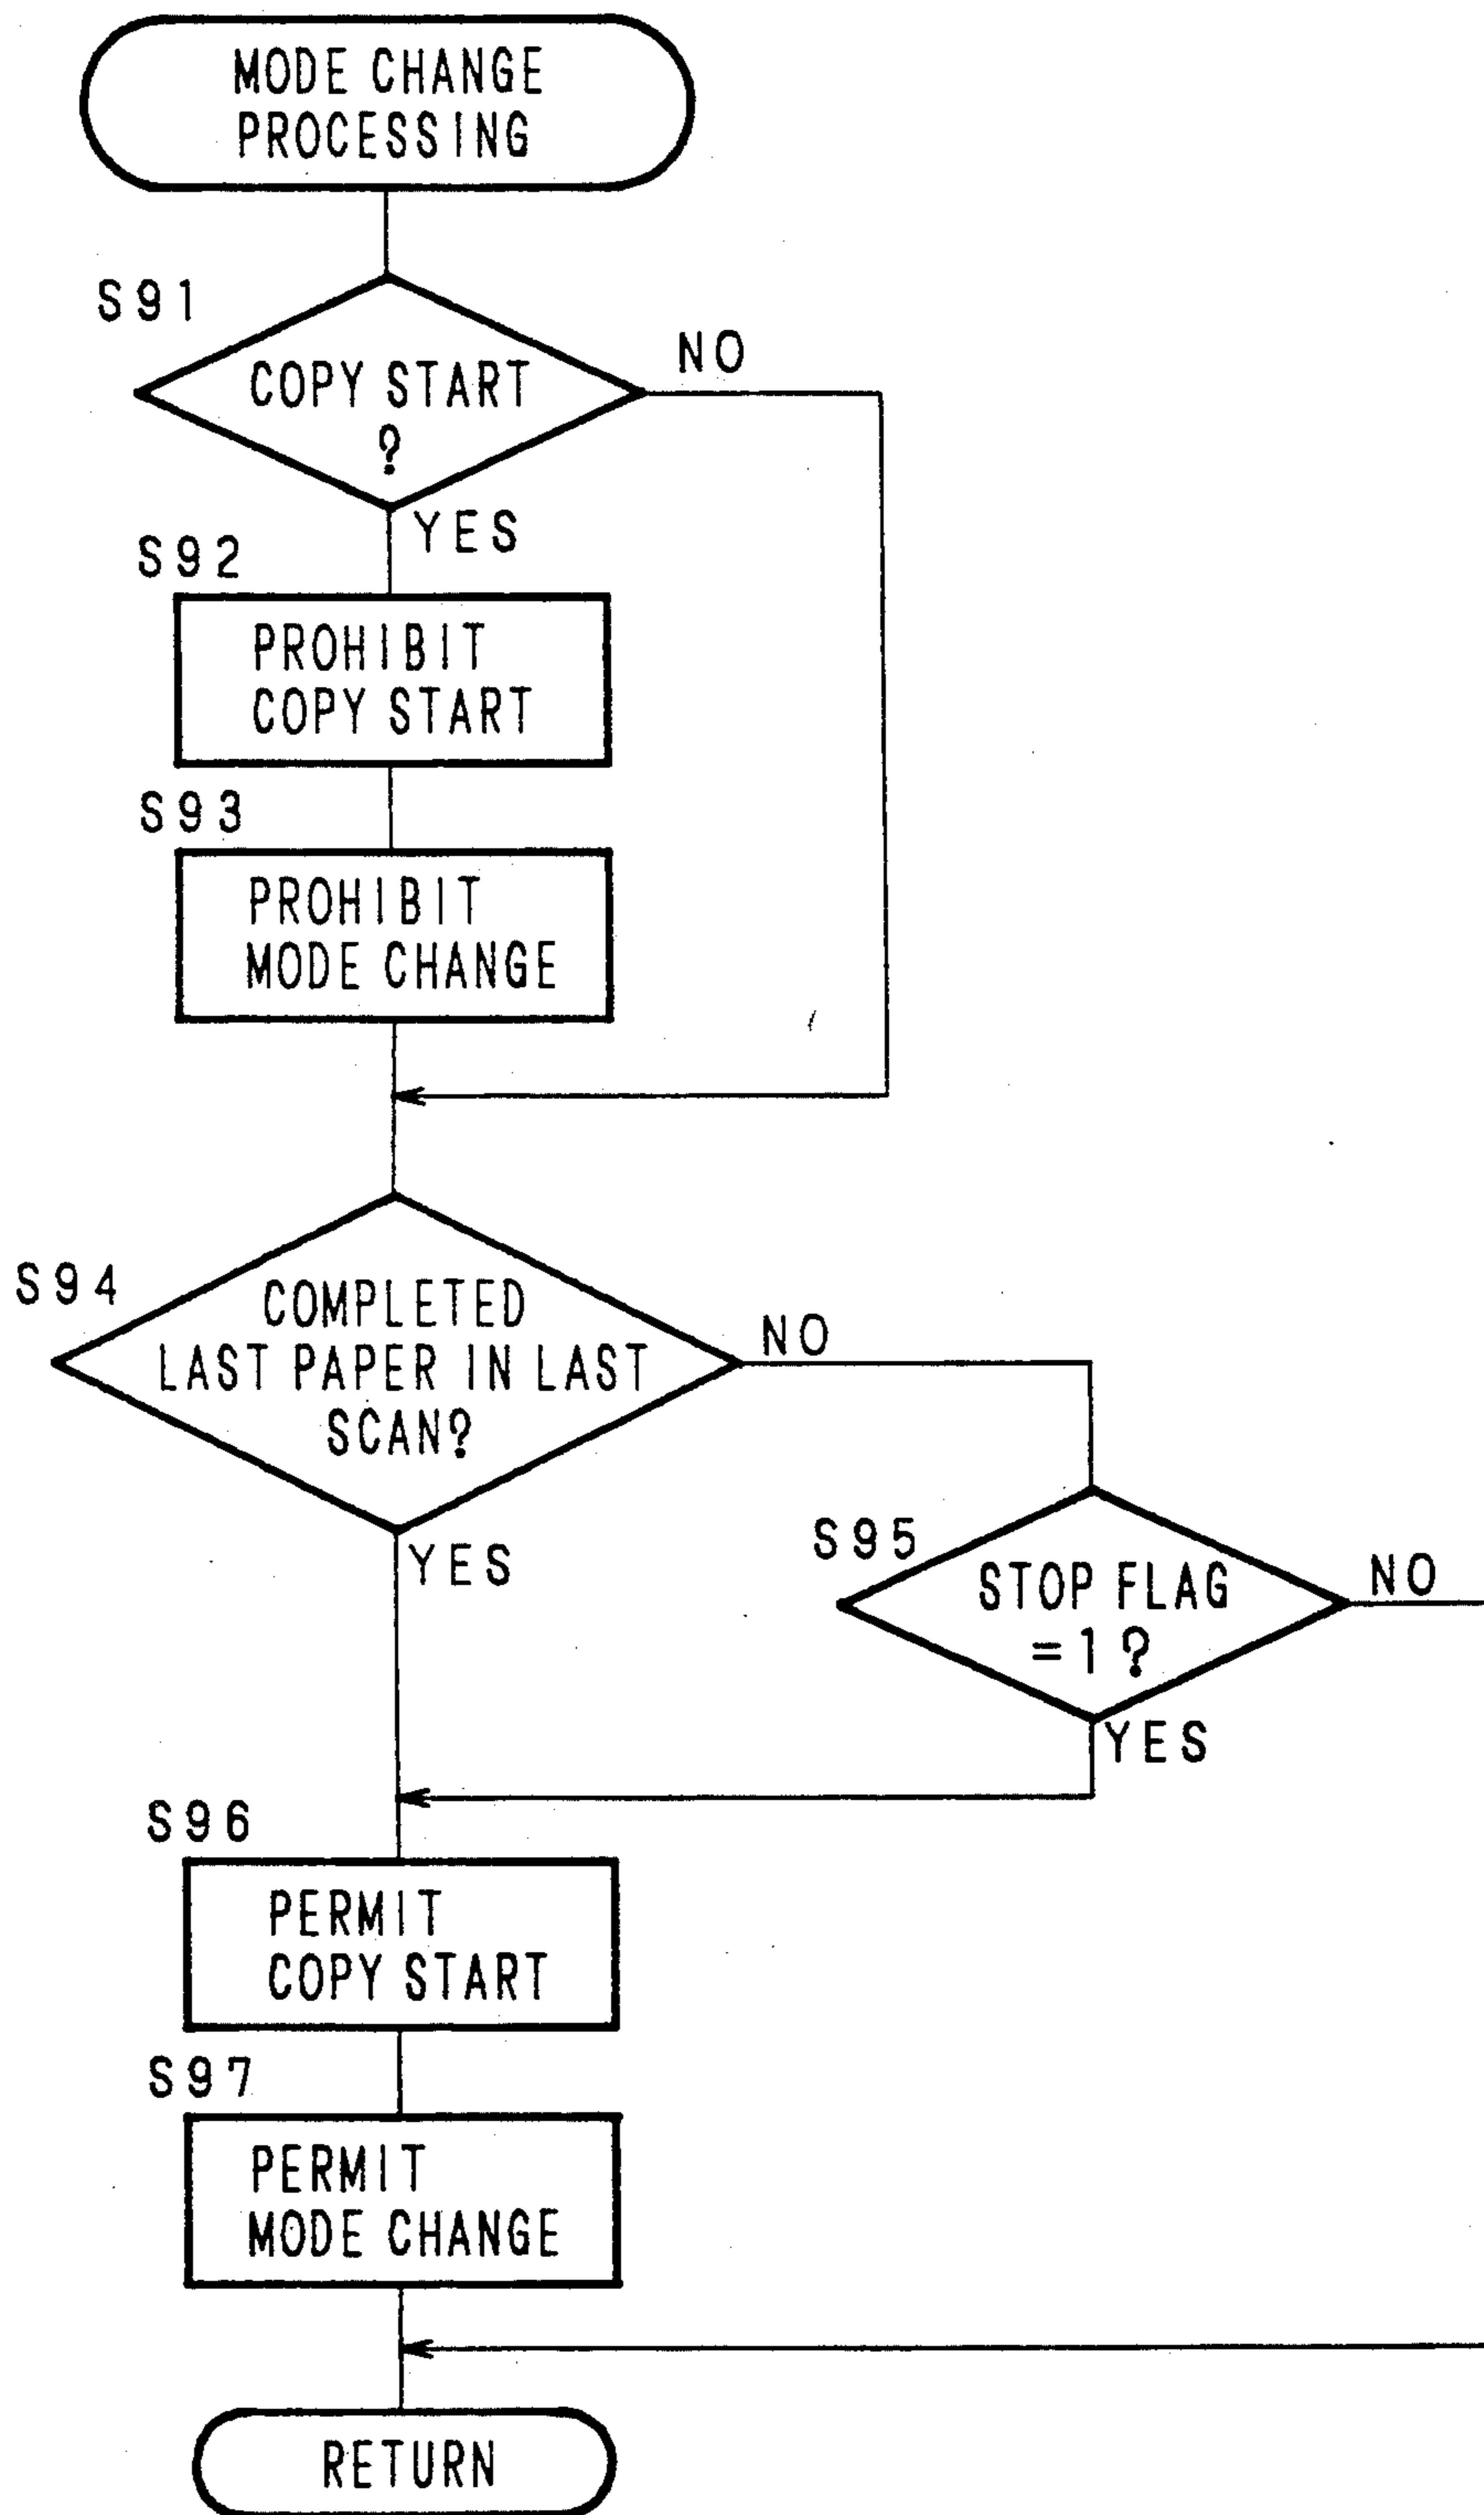 MODE CHANGE
PROCESSING
S91
COPY START
?
NO
YES
S92
PROHIBIT
COPY START
S93
PROHIBIT
MODE CHANGE
S94
COMPLETED
LAST PAPER IN LAST
SCAN?
NO
YES
S95
STOP FLAG
=1?
NO
YES
S96
PERMIT
COPY START
S97
PERMIT
MODE CHANGE
RETURN